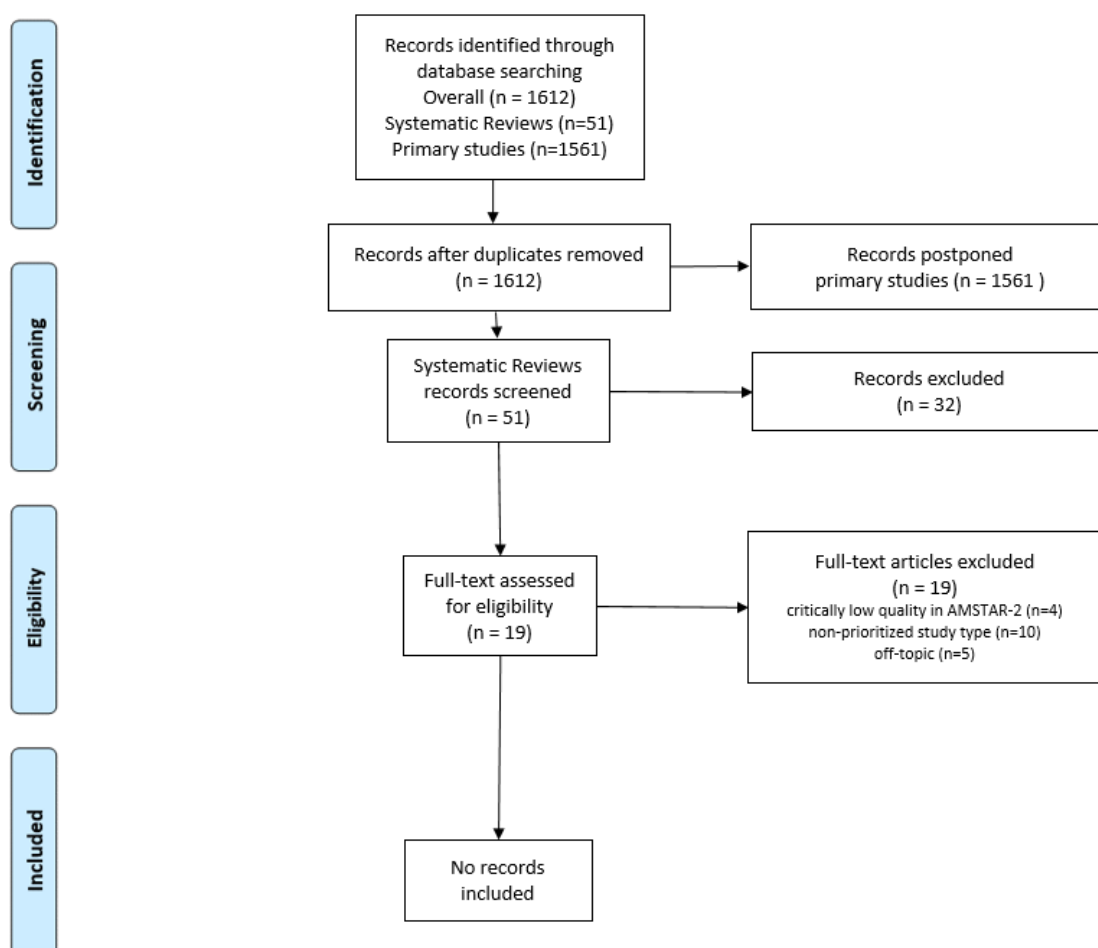 Identification
Records identified through
database searching
Overall (n = 1612)
Systematic Reviews (n=51)
Primary studies (n=1561)
Records after duplicates removed
(n = 1612)
Records postponed
primary studies (n = 1561 )
Screening
Systematic Reviews
records screened
(n = 51)
Records excluded
(n = 32)
Eligibility
Full-text assessed
for eligibility
(n = 19)
Full-text articles excluded
(n = 19)
critically low quality in AMSTAR-2 (n=4)
non-prioritized study type (n=10)
off-topic (n=5)
Included
No records
included